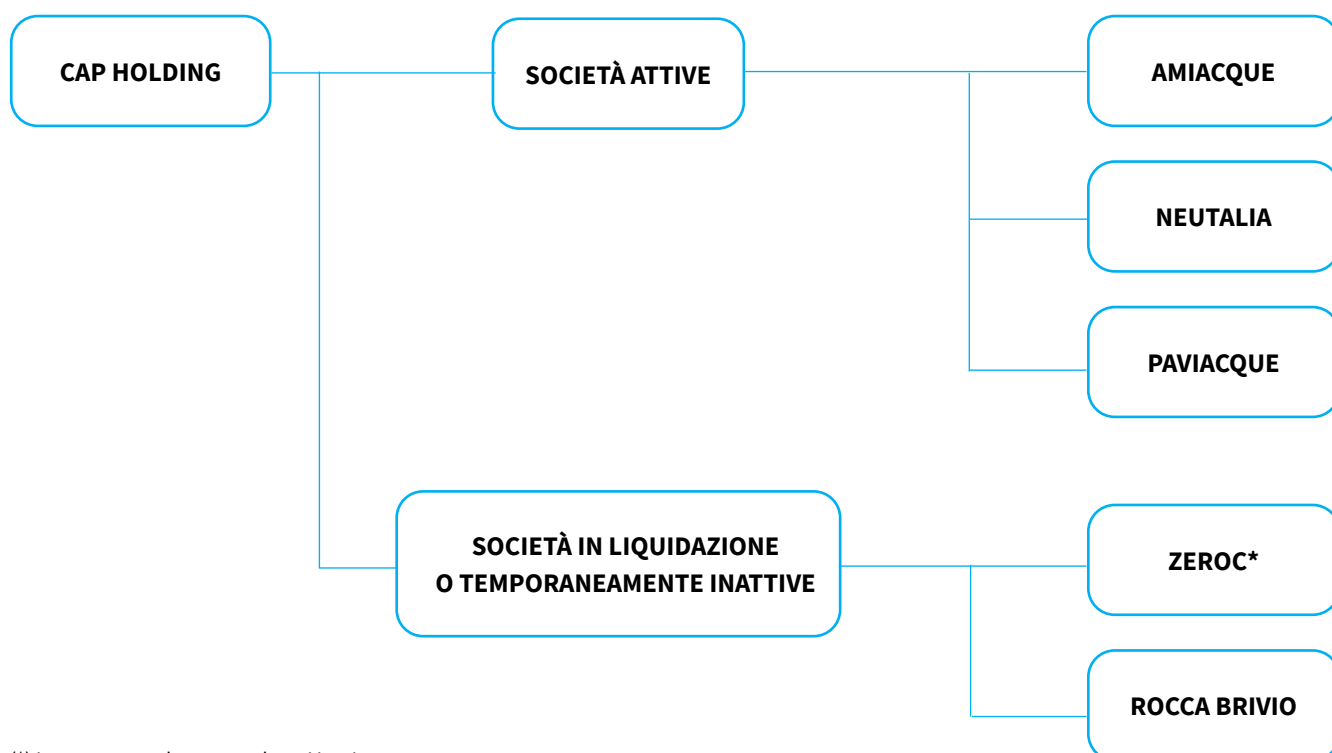 CAP HOLDING
SOCIETÀ ATTIVE
AMIACQUE
NEUTALIA
PAVIACQUE
SOCIETÀ IN LIQUIDAZIONE
O TEMPORANEAMENTE INATTIVE
ZEROC*
ROCCA BRIVIO